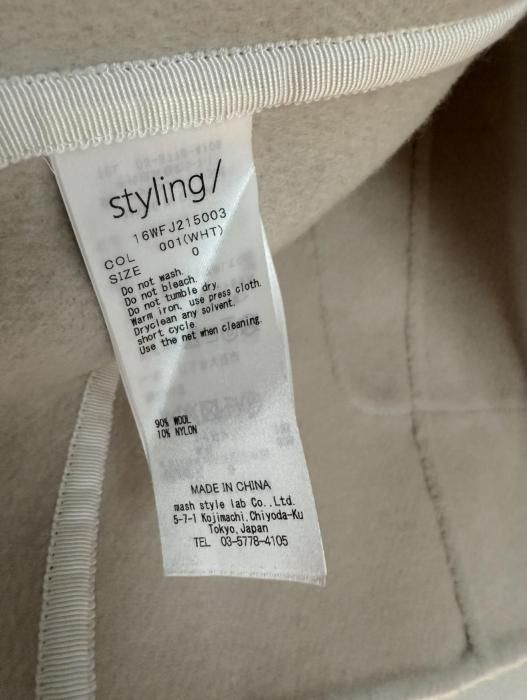 styling/
16WFJ215003
COL 001(WHT)
SIZE 0
Do not wash.
Do not bleach.
Do not tumble dry.
Warm iron, use press cloth.
Dryclean any solvent.
short cycle.
Use the net when cleaning.
90% WOOL
10% NYLON
MADE IN CHINA
mash style lab Co.,Ltd.
5-7-1 Kojimachi,Chiyoda-Ku
Tokyo,Japan
TEL 03-5778-4105